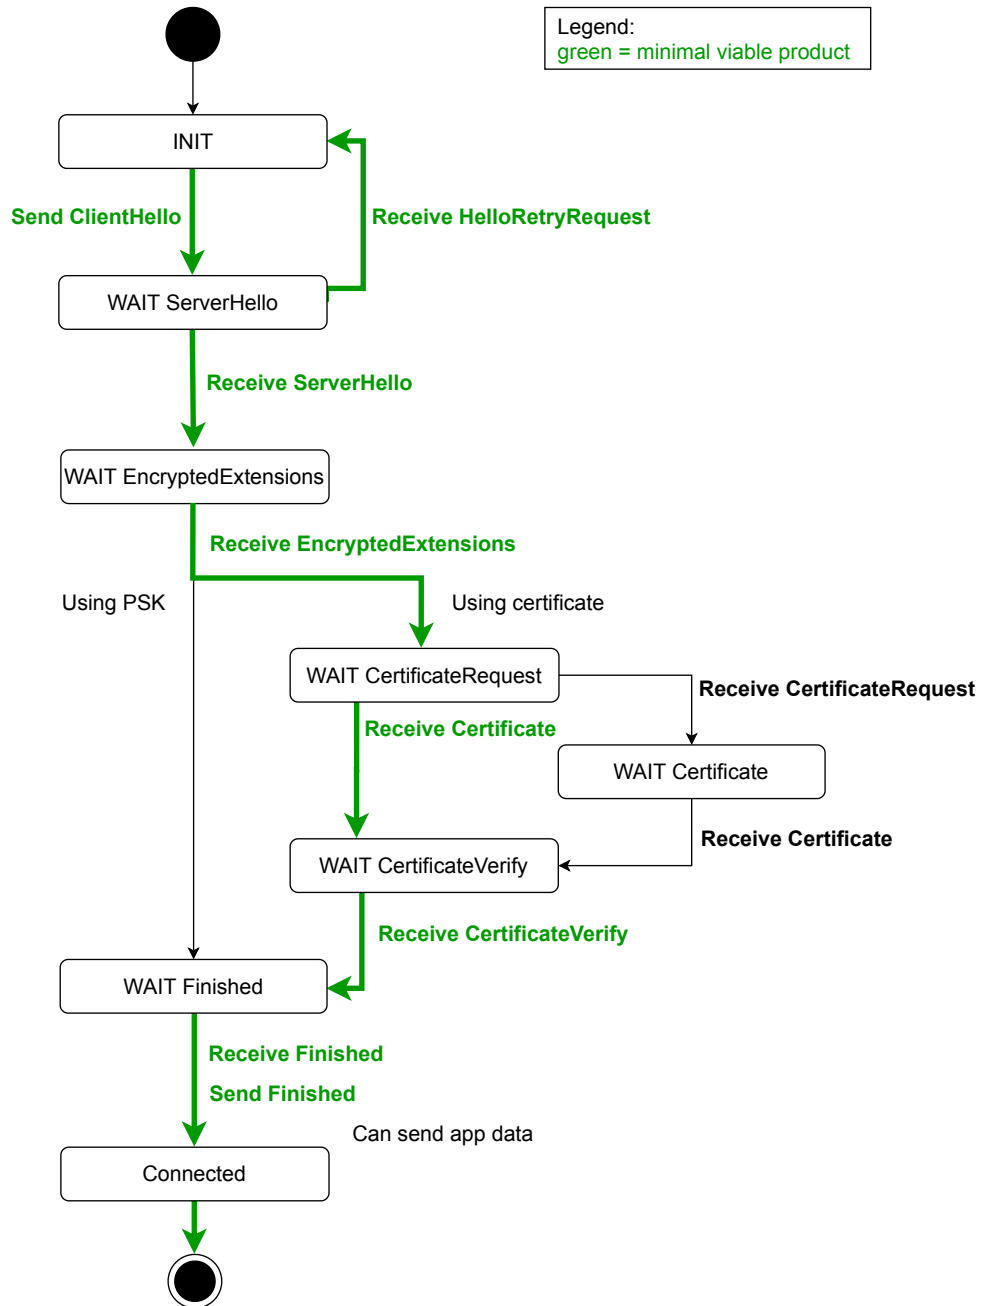 Legend:
green = minimal viable product
INIT
Send ClientHello
Receive HelloRetryRequest
WAIT ServerHello
Receive ServerHello
WAIT EncryptedExtensions
Receive EncryptedExtensions
Using PSK
Using certificate
WAIT CertificateRequest
Receive CertificateRequest
Receive Certificate
WAIT Certificate
Receive Certificate
WAIT CertificateVerify
Receive CertificateVerify
WAIT Finished
Receive Finished
Send Finished
Can send app data
Connected